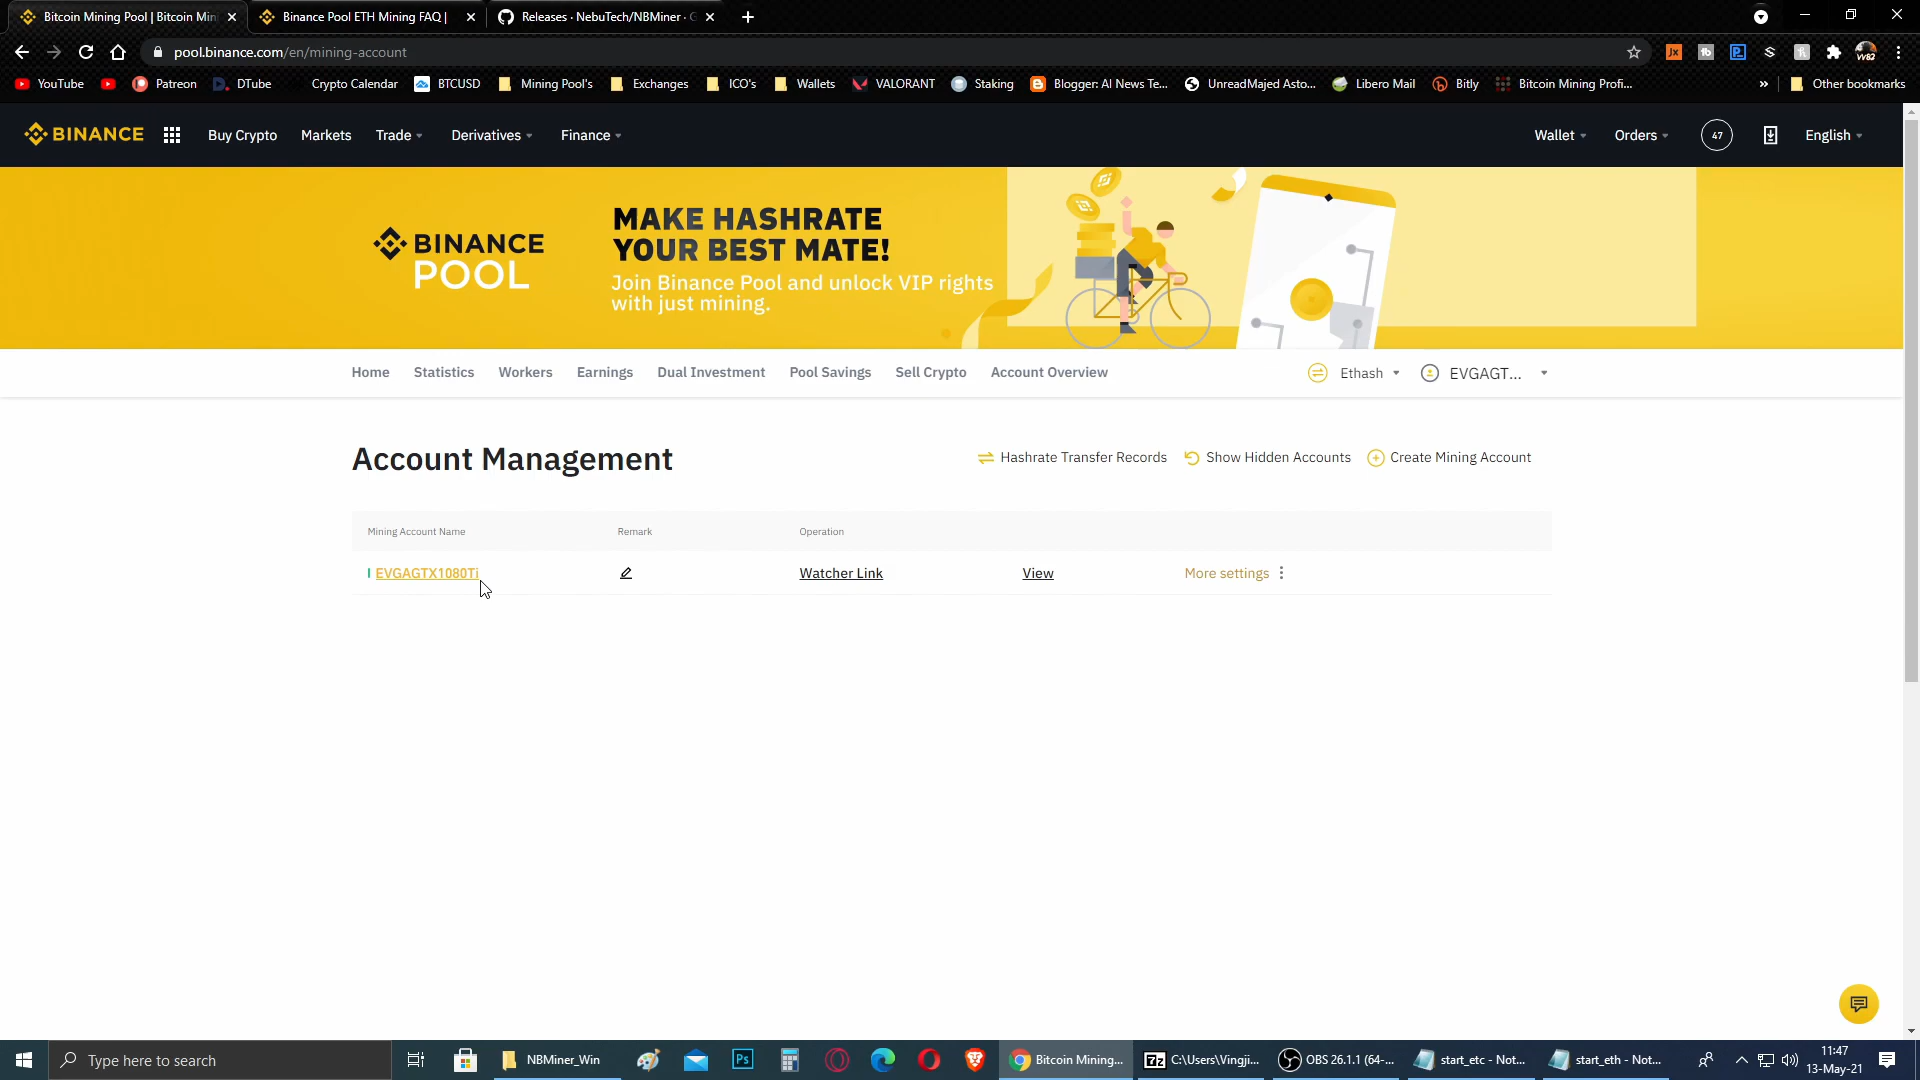 Bitcoin Mining Pool | Bitcoin Min
Binance Pool ETH Mining FAQ |
Releases · NebuTech/NBMiner · G
pool.binance.com/en/mining-account
YouTube
Patreon
DTube
Crypto Calendar
BTCUSD
Mining Pool's
Exchanges
ICO's
Wallets
VALORANT
Staking
Blogger: AI News Te...
UnreadMajed Asto...
Libero Mail
Bitly
Bitcoin Mining Profi...
»
Other bookmarks
BINANCE
Buy Crypto
Markets
Trade
Derivatives
Finance
Wallet
Orders
47
English
BINANCE
POOL
MAKE HASHRATE
YOUR BEST MATE!
Join Binance Pool and unlock VIP rights
with just mining.
Home
Statistics
Workers
Earnings
Dual Investment
Pool Savings
Sell Crypto
Account Overview
Ethash
EVGAGT...
Account Management
Hashrate Transfer Records
Show Hidden Accounts
Create Mining Account
Mining Account Name
Remark
Operation
EVGAGTX1080Ti
Watcher Link
View
More settings
Type here to search
NBMiner_Win
Ps
Bitcoin Mining...
7z
C:\Users\Vingji...
OBS 26.1.1 (64-...
start_etc - Not...
start_eth - Not...
11:47
13-May-21